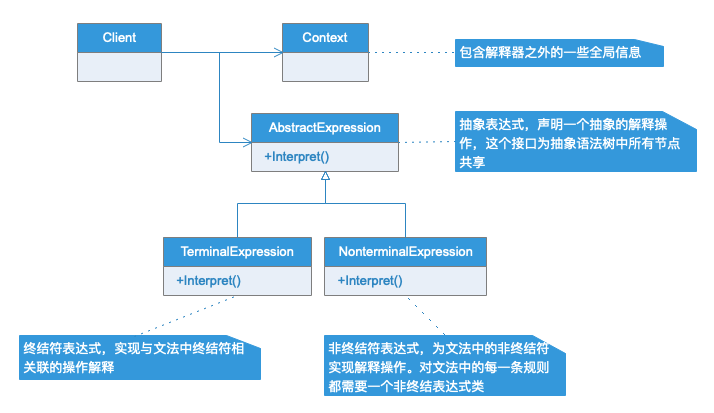 Client
Context
包含解释器之外的一些全局信息
AbstractExpression
+Interpret()
抽象表达式，声明一个抽象的解释操
作，这个接口为抽象语法树中所有节点
共享
TerminalExpression
+Interpret()
NonterminalExpression
+Interpret()
终结符表达式，实现与文法中终结符相
关联的操作解释
非终结符表达式，为文法中的非终结符
实现解释操作。对文法中的每一条规则
都需要一个非终结表达式类